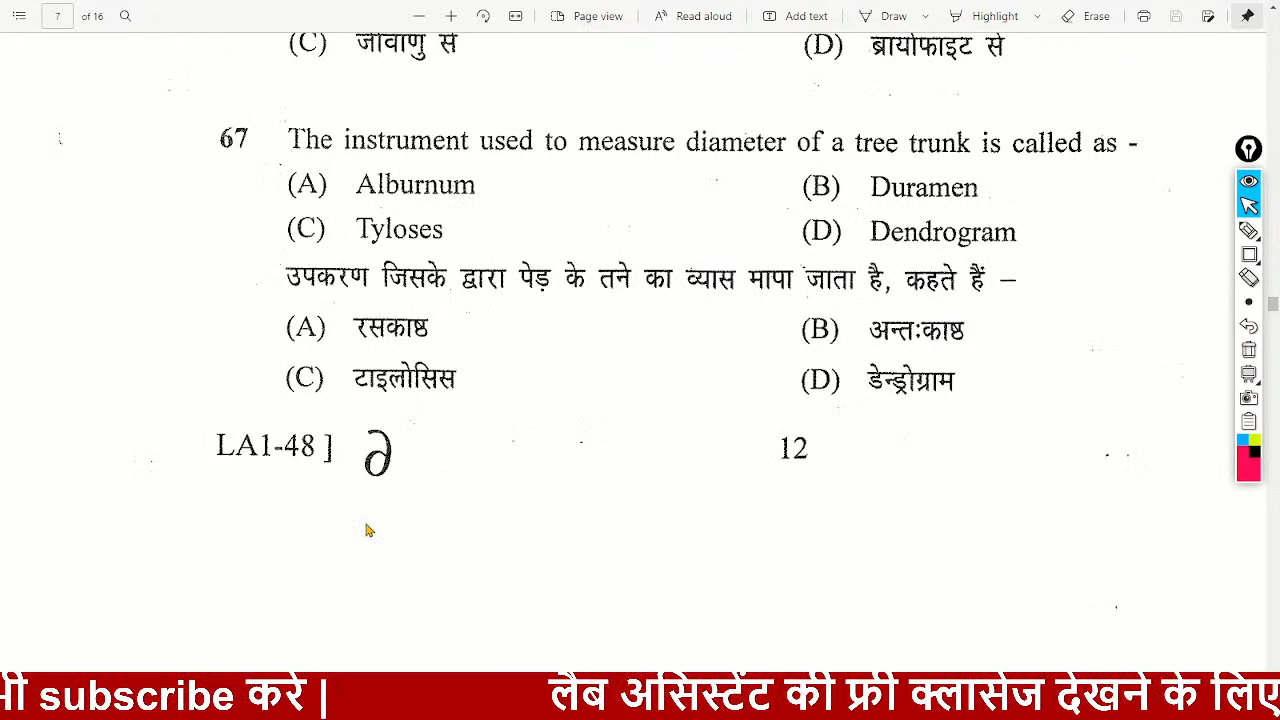 7 of 16 Page view Read aloud Add text Draw Highlight Erase
(C) जीवाणु से (D) ब्रायोफाइट से
67 The instrument used to measure diameter of a tree trunk is called as -
(A) Alburnum (B) Duramen
(C) Tyloses (D) Dendrogram
उपकरण जिसके द्वारा पेड़ के तने का व्यास मापा जाता है, कहते हैं –
(A) रसकाष्ठ (B) अन्तःकाष्ठ
(C) टाइलोसिस (D) डेन्ड्रोग्राम
LA1-48 ] ∂ 12
भी subscribe करे | लैब असिस्टेंट की फ्री क्लासेज देखने के लिए